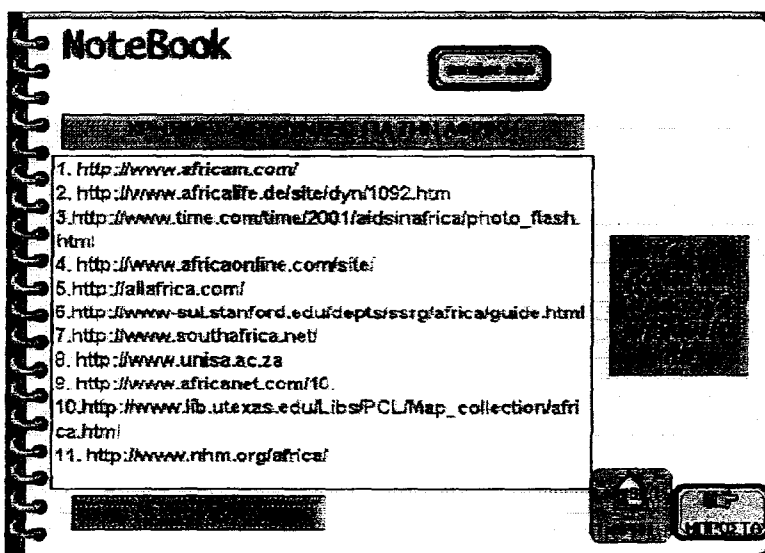 NoteBook
1. http://www.africam.com/
2. http://www.africalife.de/site/dyn/1092.htm
3.http://www.time.com/time/2001/aidsinafrica/photo_flash.
html
4. http://www.africaonline.com/site/
5.http://allafrica.com/
6.http://www-sul.stanford.edu/depts/ssrg/africa/guide.html
7.http://www.southafrica.net/
8. http://www.unisa.ac.za
9. http://www.africanet.com/10.
10.http://www.lib.utexas.edu/Libs/PCL/Map_collection/afri
ca.html
11. http://www.nhm.org/africa/